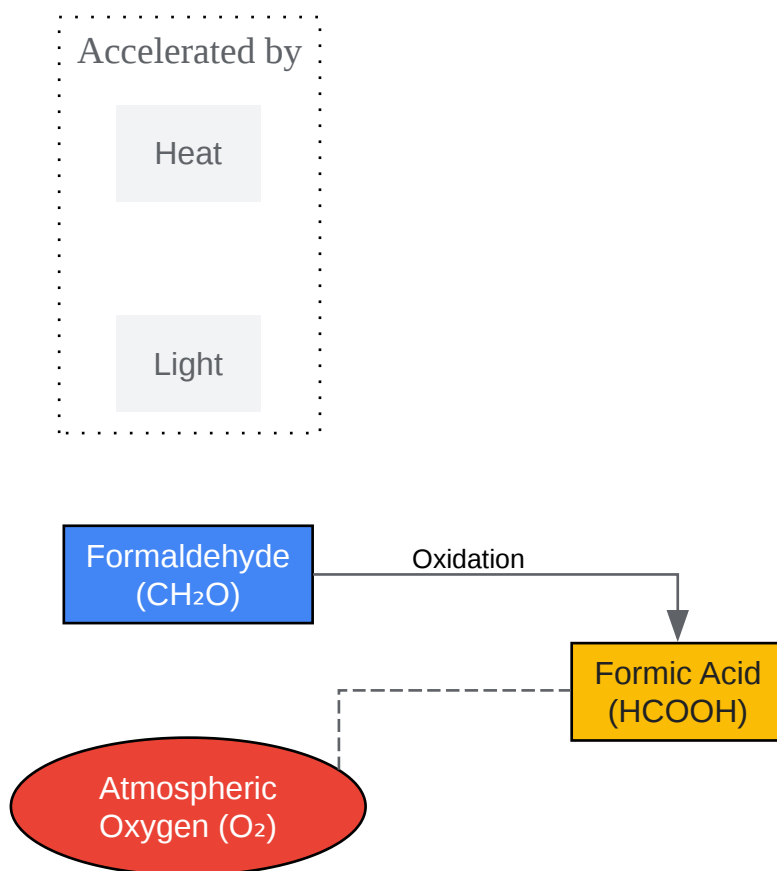 Accelerated by
Heat
Light
Formaldehyde
(CH₂O)
Oxidation
Formic Acid
(HCOOH)
Atmospheric
Oxygen (O₂)